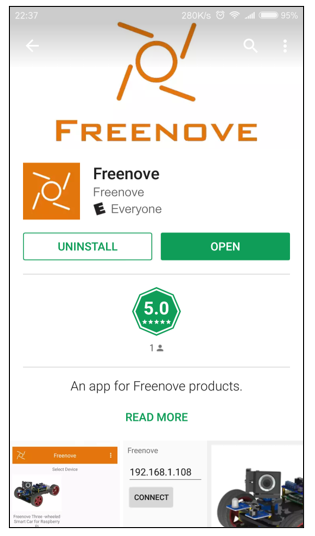 22:37 280K/s 95%
FREENOVE
Freenove
Freenove
E Everyone
UNINSTALL OPEN
5.0
1
An app for Freenove products.
READ MORE
Freenove
Select Device
Freenove Three-wheeled
Smart Car for Raspberry
Freenove
192.168.1.108
CONNECT